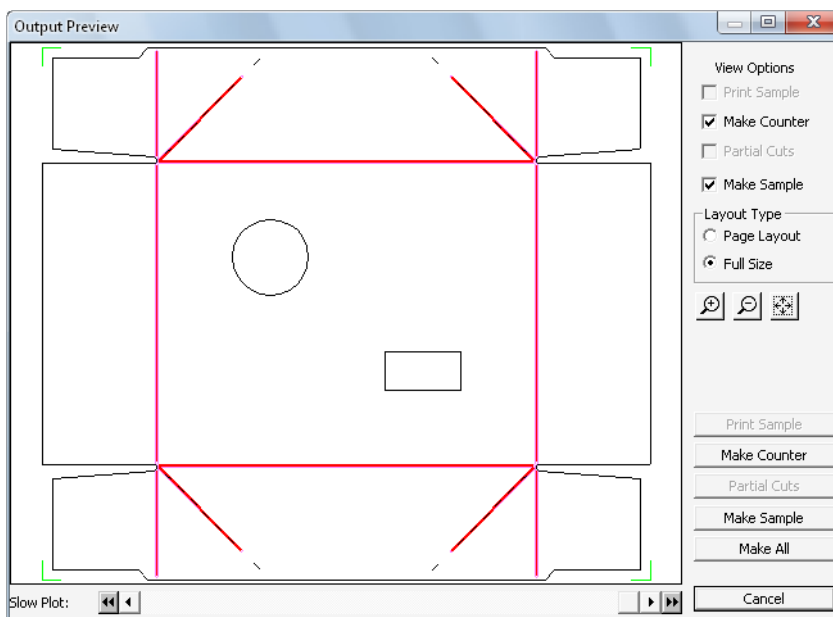 Output Preview
View Options
Print Sample
Make Counter
Partial Cuts
Make Sample
Layout Type
Page Layout
Full Size
Print Sample
Make Counter
Partial Cuts
Make Sample
Make All
Slow Plot:
Cancel